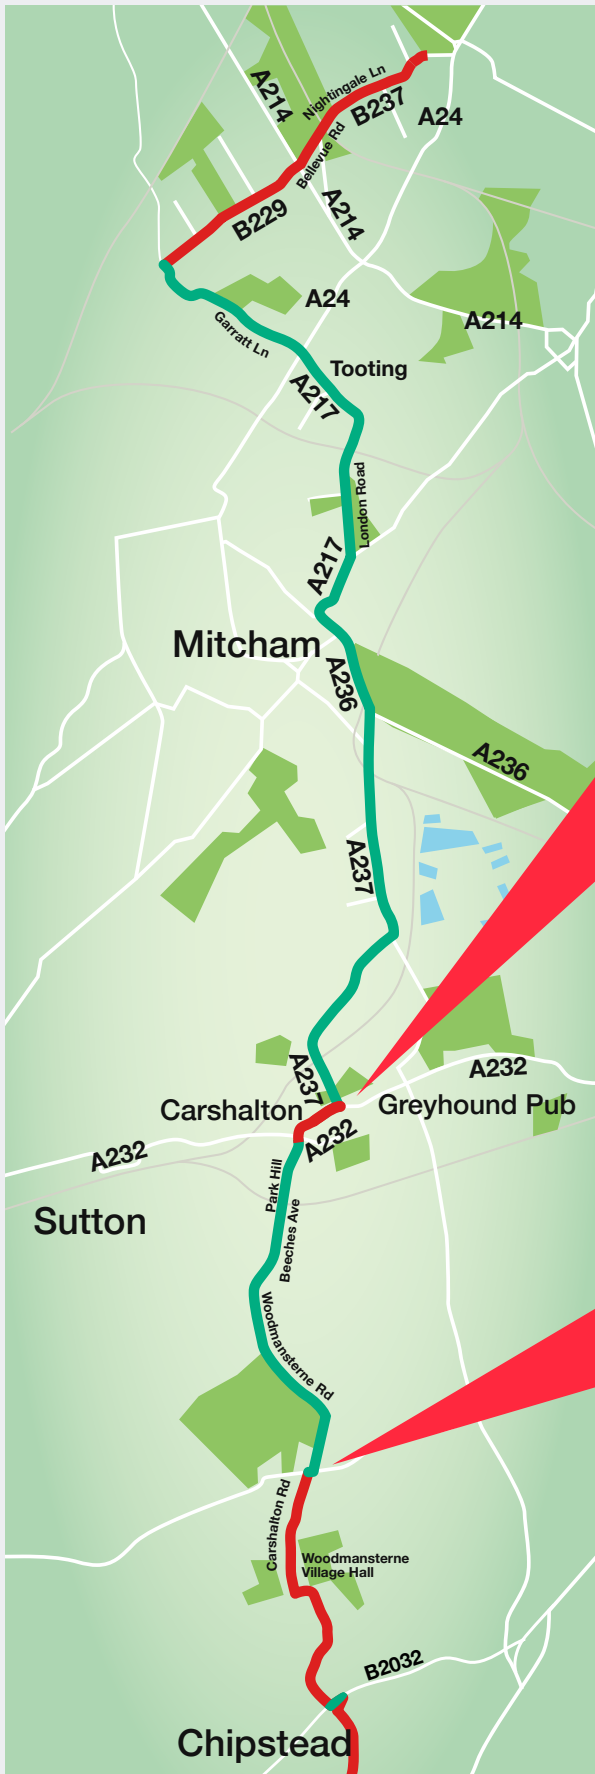 A214
Nightingale Ln
B237
A24
Bellevue Rd
A214
B229
A24
A214
Garratt Ln
Tooting
A217
London Road
A217
Mitcham
A236
A236
A237
A237
A232
Carshalton
Greyhound Pub
A232
A232
Park Hill
Sutton
Beeches Ave
Woodmansterne Rd
Carshalton Rd
Woodmansterne
Village Hall
B2032
Chipstead